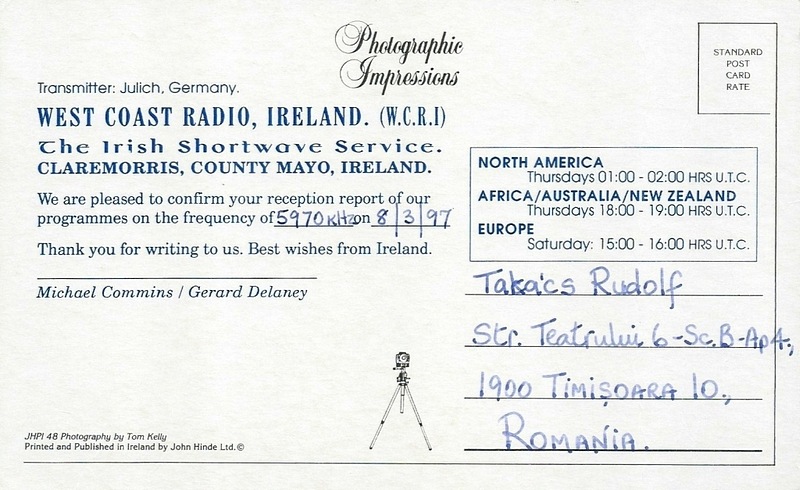 Photographic
Impressions
STANDARD
POST
CARD
RATE
Transmitter: Julich, Germany.
WEST COAST RADIO, IRELAND. (W.C.R.I)
The Irish Shortwave Service.
CLAREMORRIS, COUNTY MAYO, IRELAND.
We are pleased to confirm your reception report of our
programmes on the frequency of 5970 KHz on 8/3/97
Thank you for writing to us. Best wishes from Ireland.
Michael Commins / Gerard Delaney
NORTH AMERICA
Thursdays 01:00 - 02:00 HRS U.T.C.
AFRICA/AUSTRALIA/NEW ZEALAND
Thursdays 18:00 - 19:00 HRS U.T.C.
EUROPE
Saturday: 15:00 - 16:00 HRS U.T.C.
Takács Rudolf
Str. Teatrului 6-Sc.B-Ap4,
1900 TIMIȘOARA 10,
ROMANIA.
JHPI 48 Photography by Tom Kelly
Printed and Published in Ireland by John Hinde Ltd.©